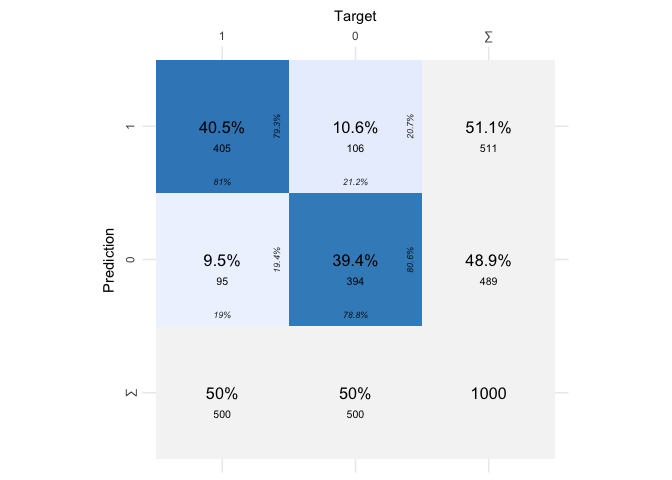 Target
1 0 ∑
1
40.5% 10.6% 51.1%
405 106 511
79.3% 20.7%
81% 21.2%
Prediction
0
9.5% 39.4% 48.9%
95 394 489
19.4% 80.6%
19% 78.8%
∑
50% 50% 1000
500 500